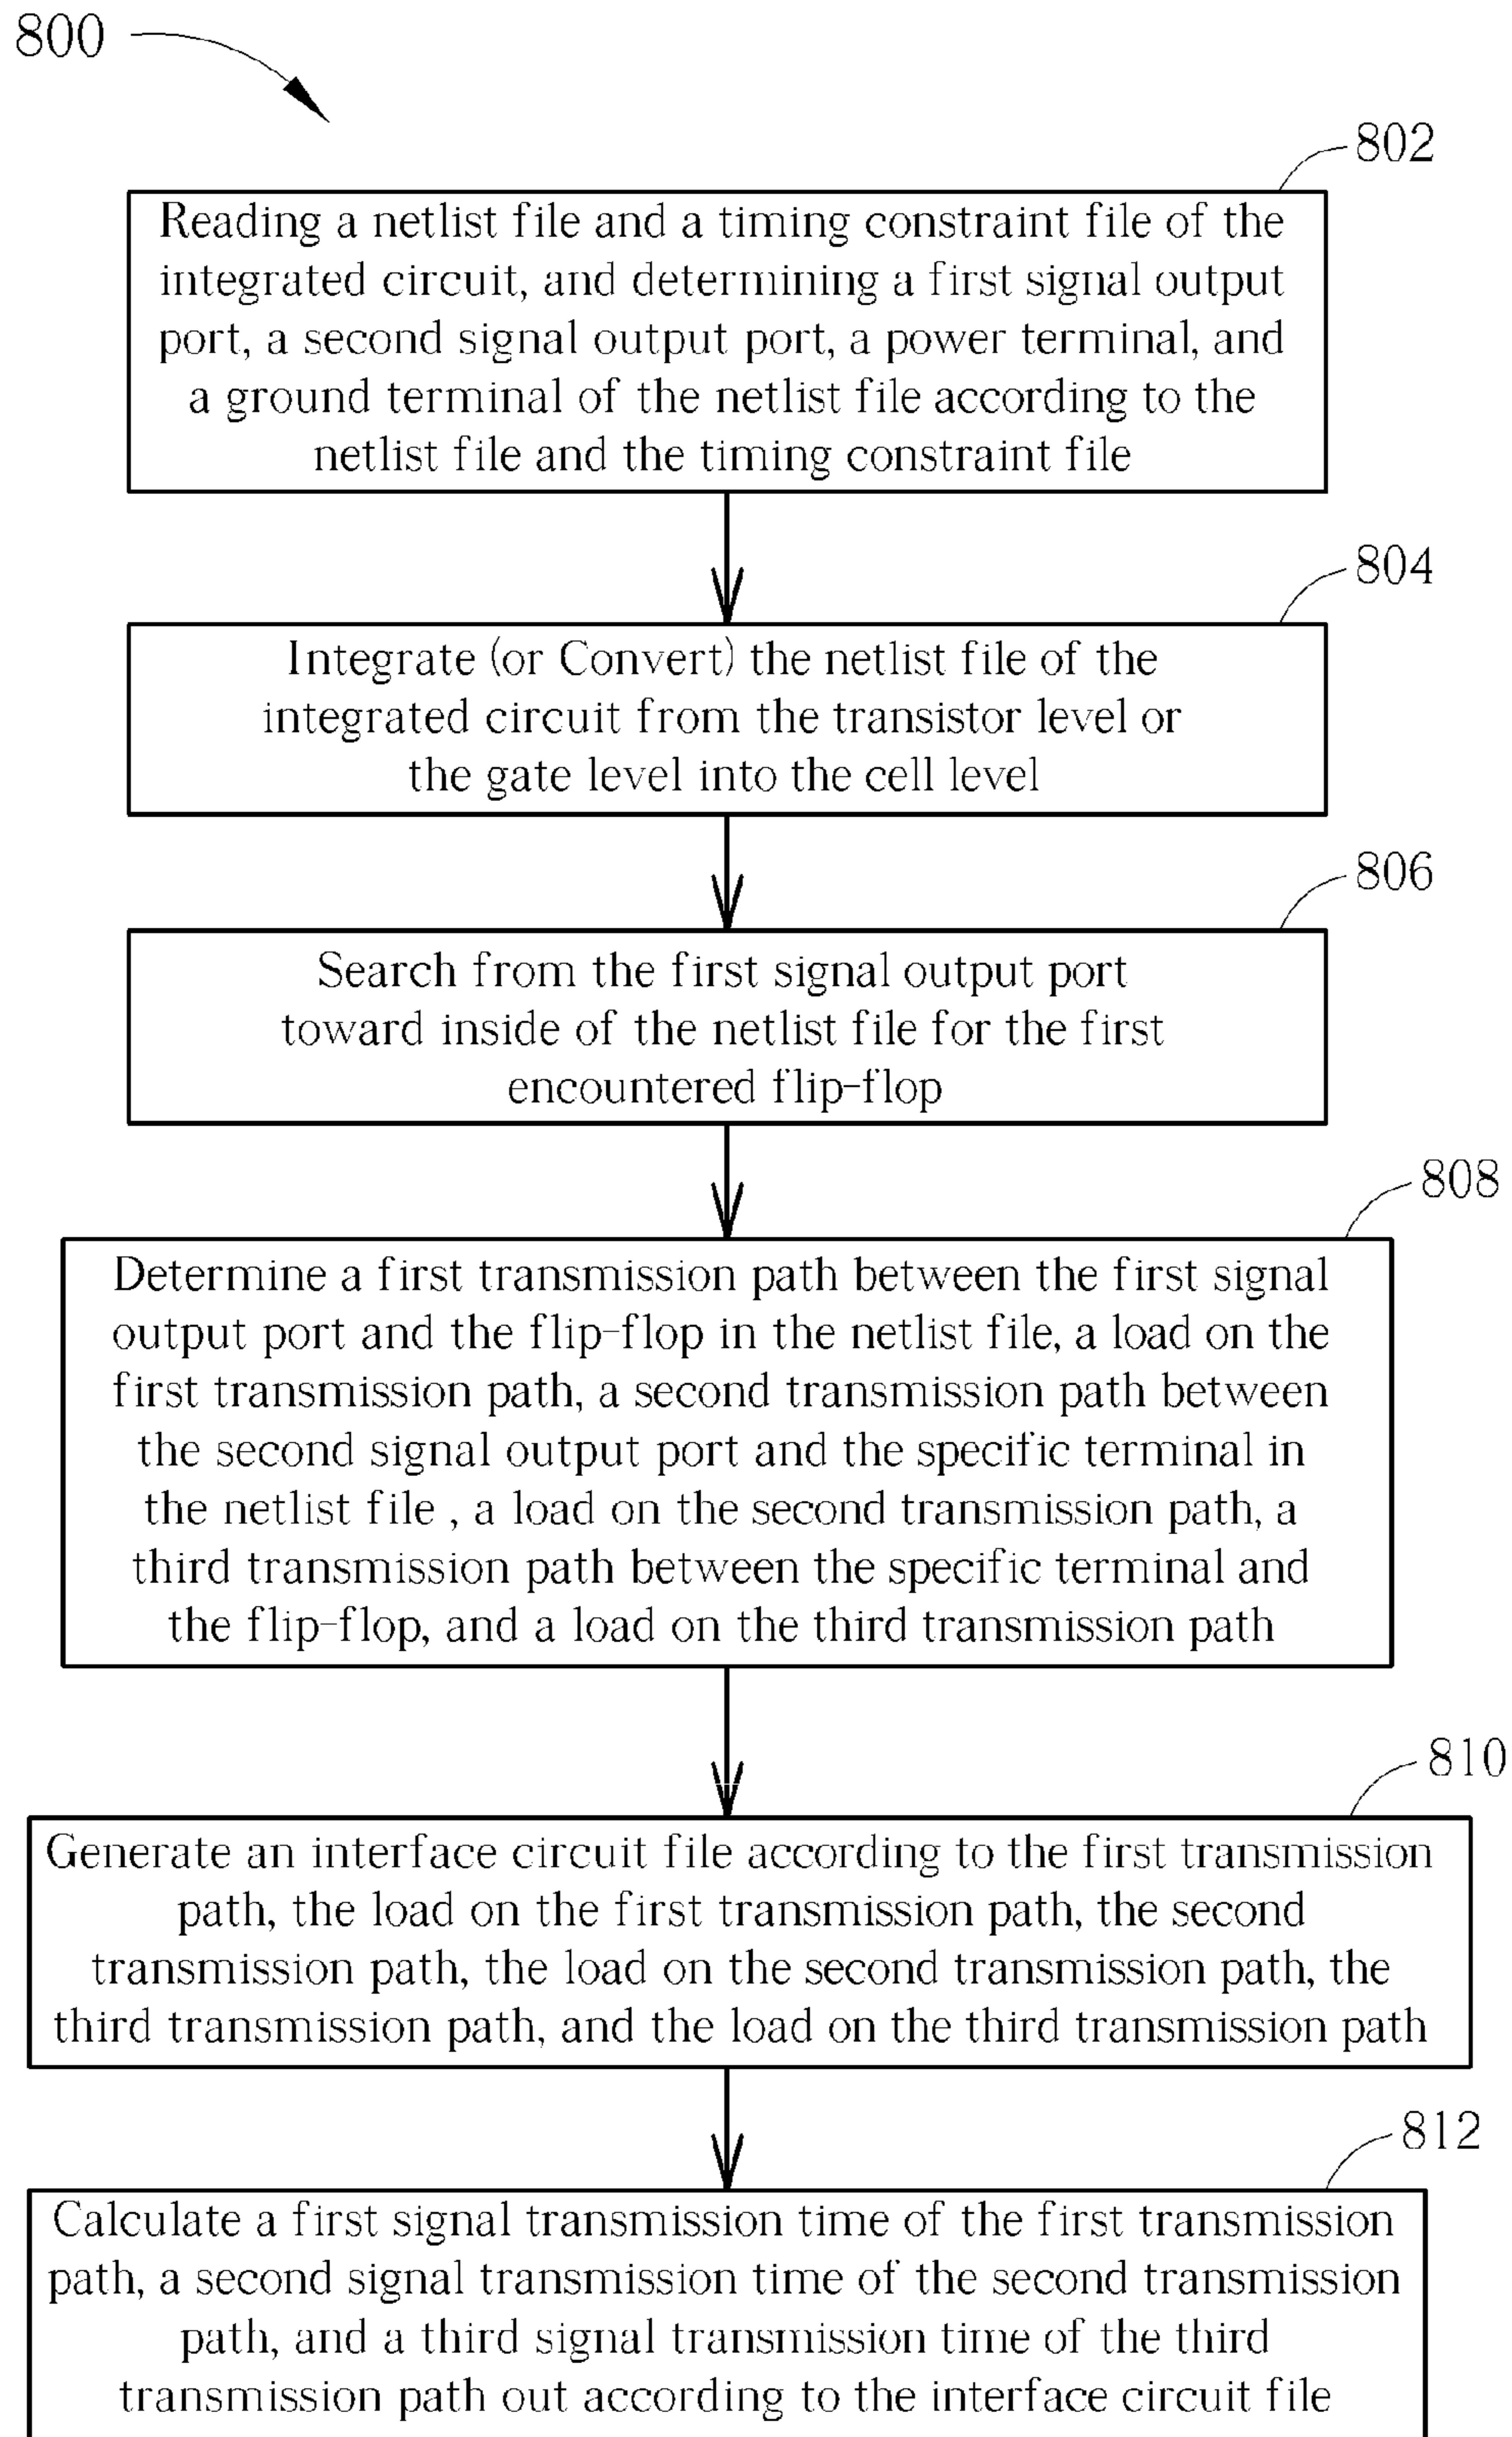 800
802
Reading a netlist file and a timing constraint file of the
integrated circuit, and determining a first signal output
port, a second signal output port, a power terminal, and
a ground terminal of the netlist file according to the
netlist file and the timing constraint file
804
Integrate (or Convert) the netlist file of the
integrated circuit from the transistor level or
the gate level into the cell level
806
Search from the first signal output port
toward inside of the netlist file for the first
encountered flip-flop
808
Determine a first transmission path between the first signal
output port and the flip-flop in the netlist file, a load on the
first transmission path, a second transmission path between
the second signal output port and the specific terminal in
the netlist file , a load on the second transmission path, a
third transmission path between the specific terminal and
the flip-flop, and a load on the third transmission path
810
Generate an interface circuit file according to the first transmission
path, the load on the first transmission path, the second
transmission path, the load on the second transmission path, the
third transmission path, and the load on the third transmission path
812
Calculate a first signal transmission time of the first transmission
path, a second signal transmission time of the second transmission
path, and a third signal transmission time of the third
transmission path out according to the interface circuit file